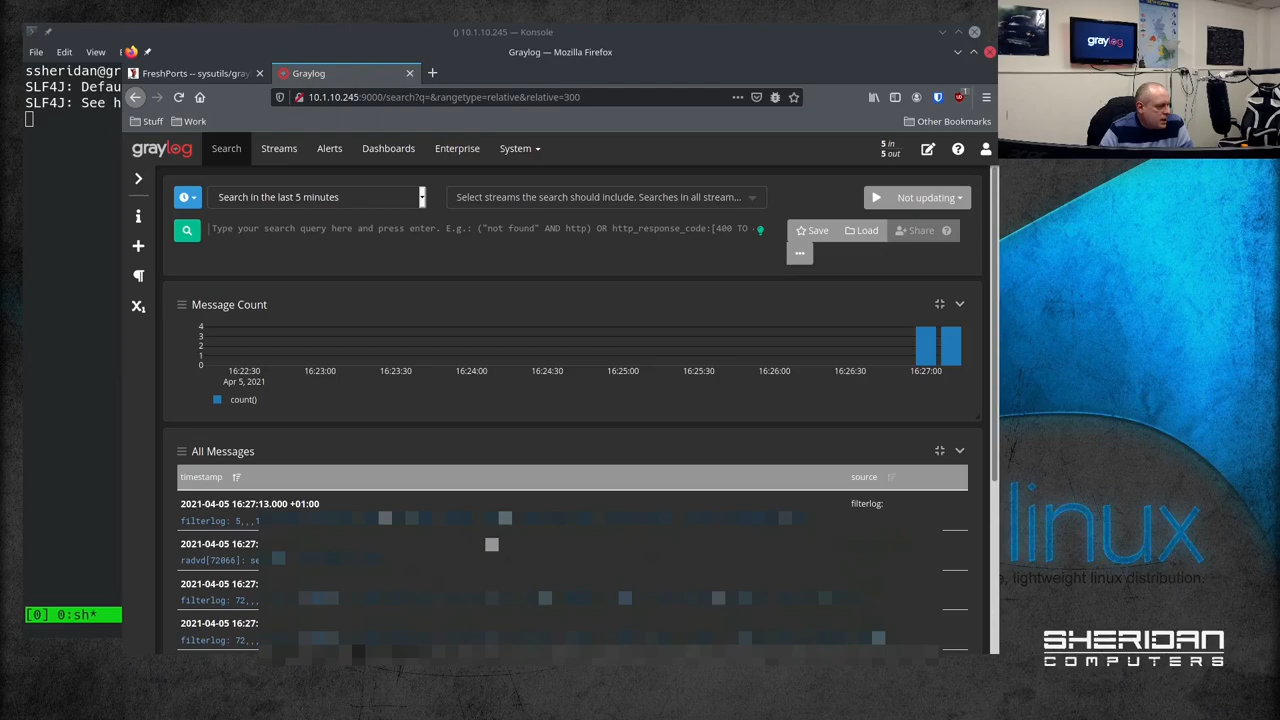 () 10.1.10.245 — Konsole
File Edit View
Graylog — Mozilla Firefox
ssheridan@gr
SLF4J: Defau
SLF4J: See h
FreshPorts -- sysutils/gray
Graylog
10.1.10.245:9000/search?q=&rangetype=relative&relative=300
Stuff Work Other Bookmarks
graylog Search Streams Alerts Dashboards Enterprise System 5 in
5 out
Search in the last 5 minutes Select streams the search should include. Searches in all stream... Not updating
Type your search query here and press enter. E.g.: ("not found" AND http) OR http_response_code:[400 TO Save Load Share
Message Count
4
3
2
1
0
16:22:30 16:23:00 16:23:30 16:24:00 16:24:30 16:25:00 16:25:30 16:26:00 16:26:30 16:27:00
Apr 5, 2021
count()
All Messages
timestamp source
2021-04-05 16:27:13.000 +01:00 filterlog:
filterlog: 5,,,1
2021-04-05 16:27:
radvd[72066]: se
2021-04-05 16:27:
filterlog: 72,,,
2021-04-05 16:27:
filterlog: 72,,,
[0] 0:sh*
graylog
linux
, lightweight linux distribution.
SHERIDAN
COMPUTERS